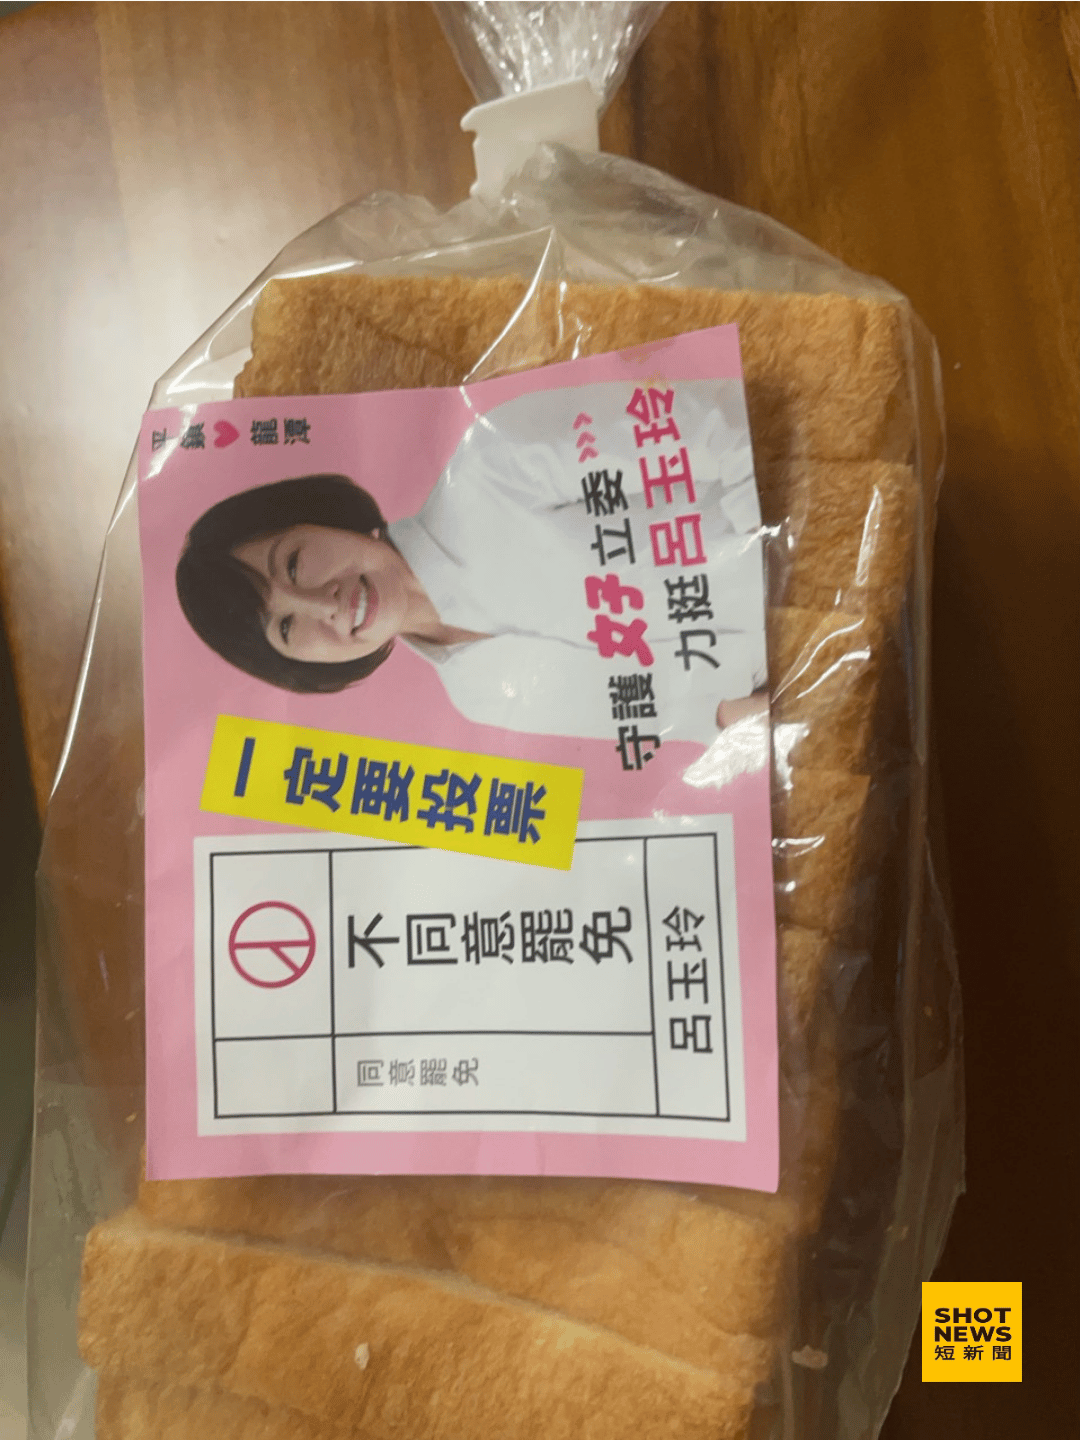 平鎮♥龍潭
守護好立委>>>
力挺呂玉玲
一定要投票
不同意罷免
同意罷免
呂玉玲
SHOT
NEWS
短新聞